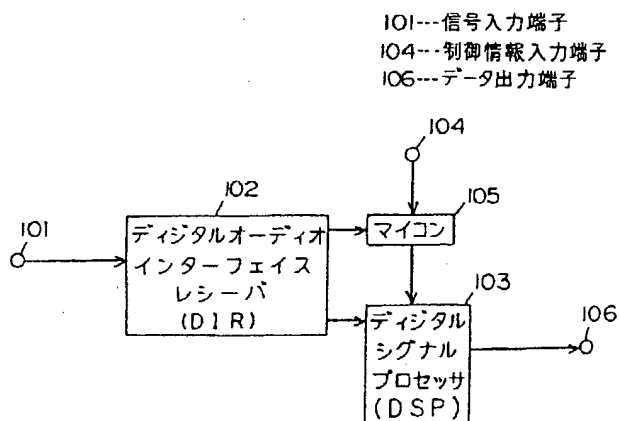 101---信号入力端子
104---制御情報入力端子
106---データ出力端子
104
102
105
101
ディジタルオーディオ
インターフェイス
レシーバ
(DIR)
マイコン
103
106
ディジタル
シグナル
プロセッサ
(DSP)